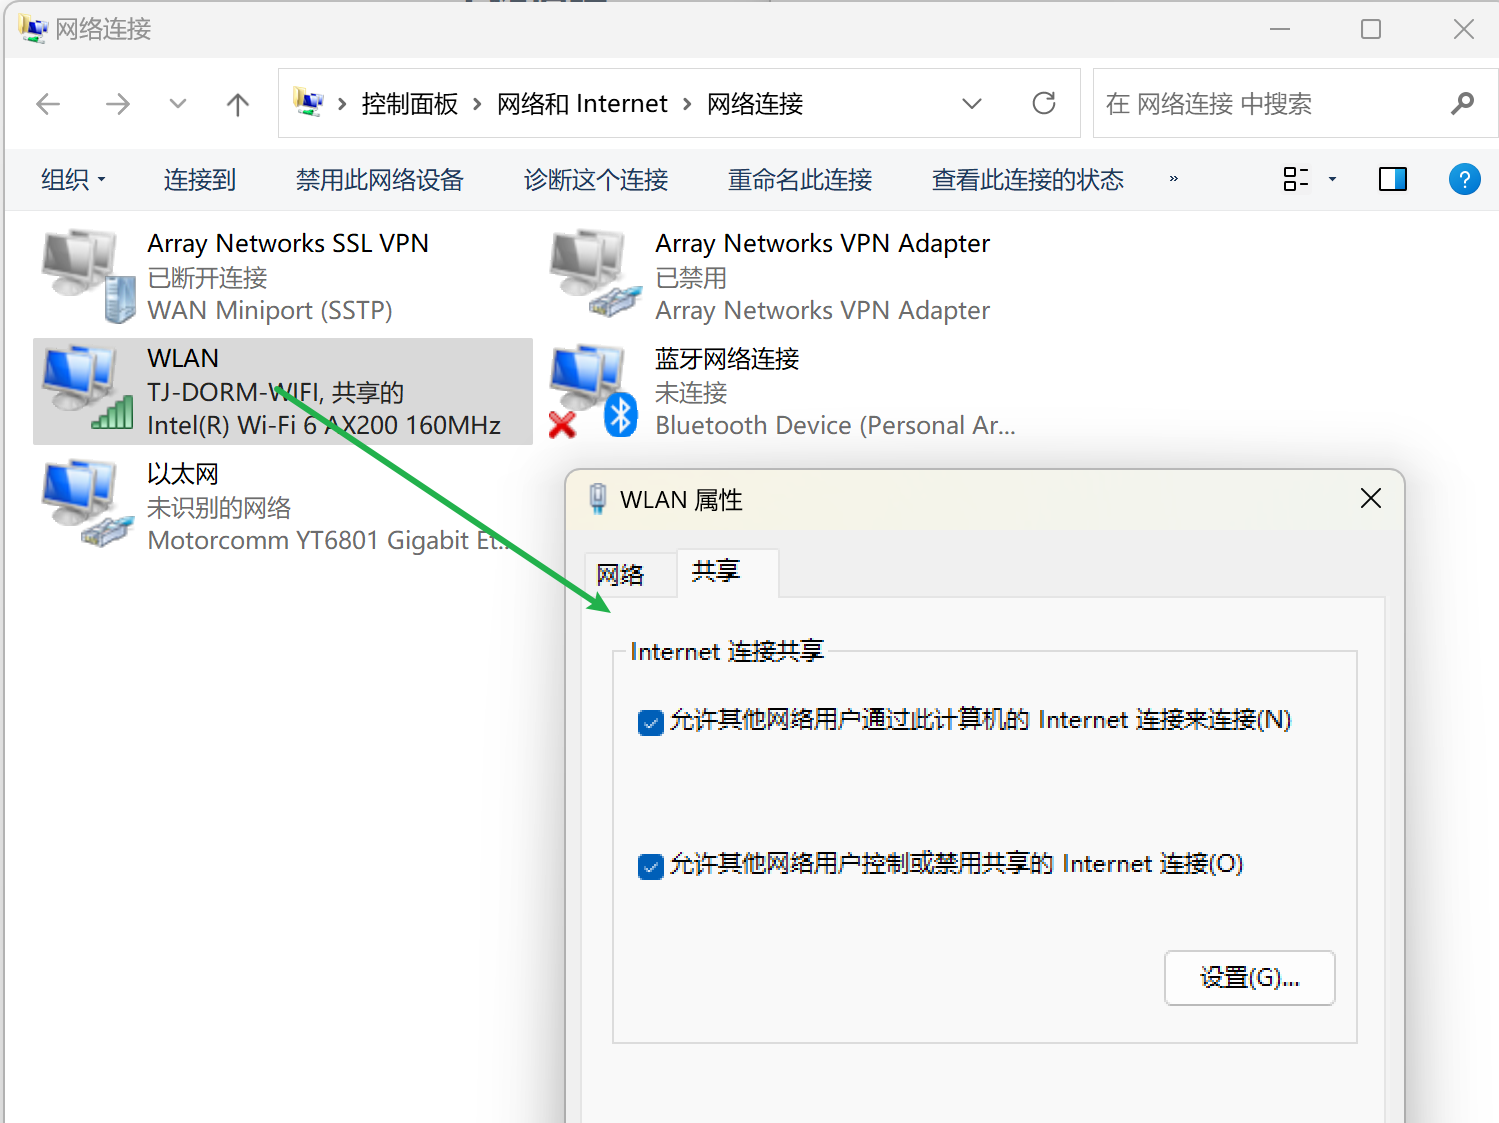 网络连接
控制面板 网络和 Internet 网络连接
在 网络连接 中搜索
组织 连接到 禁用此网络设备 诊断这个连接 重命名此连接 查看此连接的状态 »
Array Networks SSL VPN
已断开连接
WAN Miniport (SSTP)
Array Networks VPN Adapter
已禁用
Array Networks VPN Adapter
WLAN
TJ-DORM-WIFI, 共享的
Intel(R) Wi-Fi 6 AX200 160MHz
蓝牙网络连接
未连接
Bluetooth Device (Personal Ar...
以太网
未识别的网络
Motorcomm YT6801 Gigabit Et...
WLAN 属性
网络 共享
Internet 连接共享
允许其他网络用户通过此计算机的 Internet 连接来连接(N)
允许其他网络用户控制或禁用共享的 Internet 连接(O)
设置(G)...